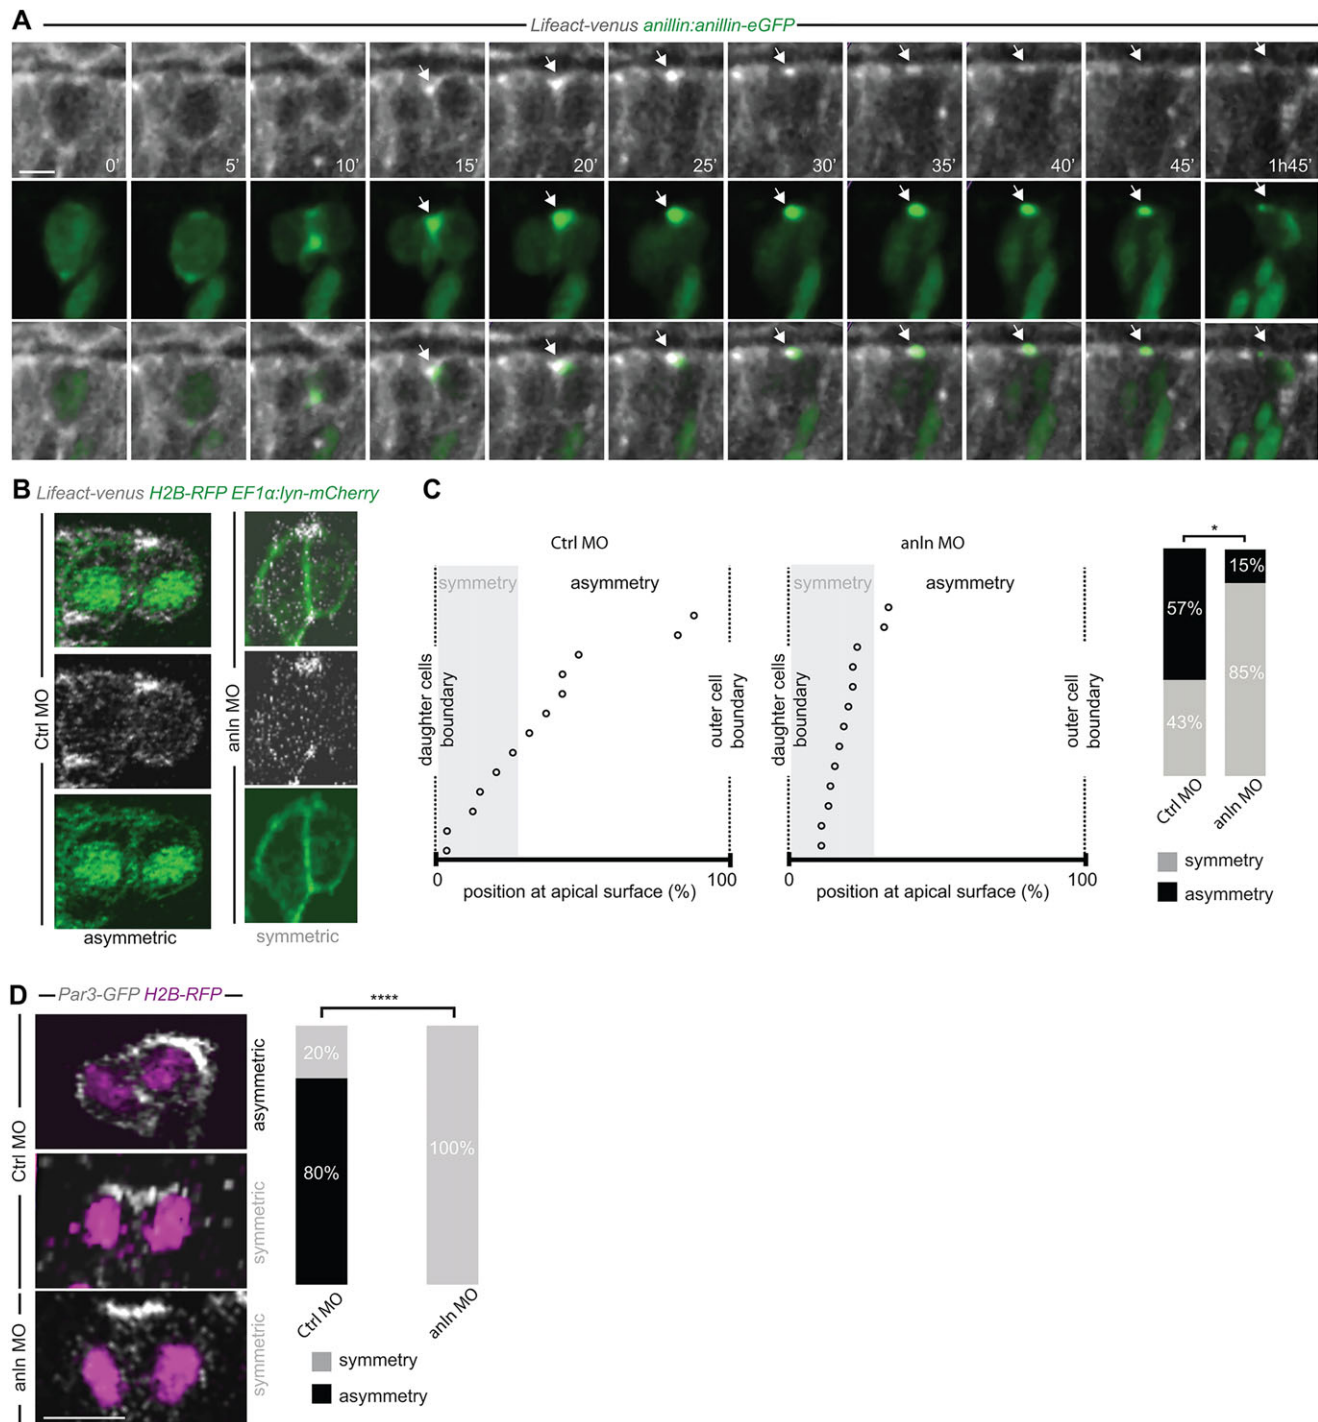 A
Lifeact-venus anillin:anillin-eGFP
0’ 5’ 10’ 15’ 20’ 25’ 30’ 35’ 40’ 45’ 1h45’
B
Lifeact-venus H2B-RFP EF1α:lyn-mCherry
Ctrl MO
anln MO
asymmetric
symmetric
C
Ctrl MO
symmetry
asymmetry
daughter cells
boundary
outer cell
boundary
0
100
position at apical surface (%)
anln MO
symmetry
asymmetry
daughter cells
boundary
outer cell
boundary
0
100
position at apical surface (%)
*
57%
43%
15%
85%
Ctrl MO
anln MO
symmetry
asymmetry
D
Par3-GFP H2B-RFP
Ctrl MO
anln MO
asymmetric
symmetric
symmetric
****
20%
80%
100%
Ctrl MO
anln MO
symmetry
asymmetry